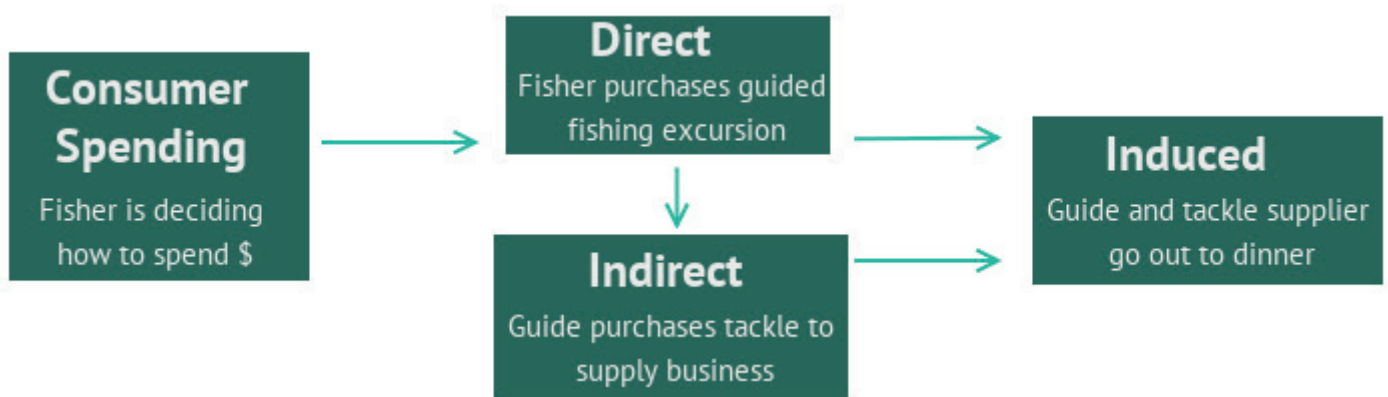 Consumer
Spending
Fisher is deciding
how to spend $
Direct
Fisher purchases guided
fishing excursion
Indirect
Guide purchases tackle to
supply business
Induced
Guide and tackle supplier
go out to dinner